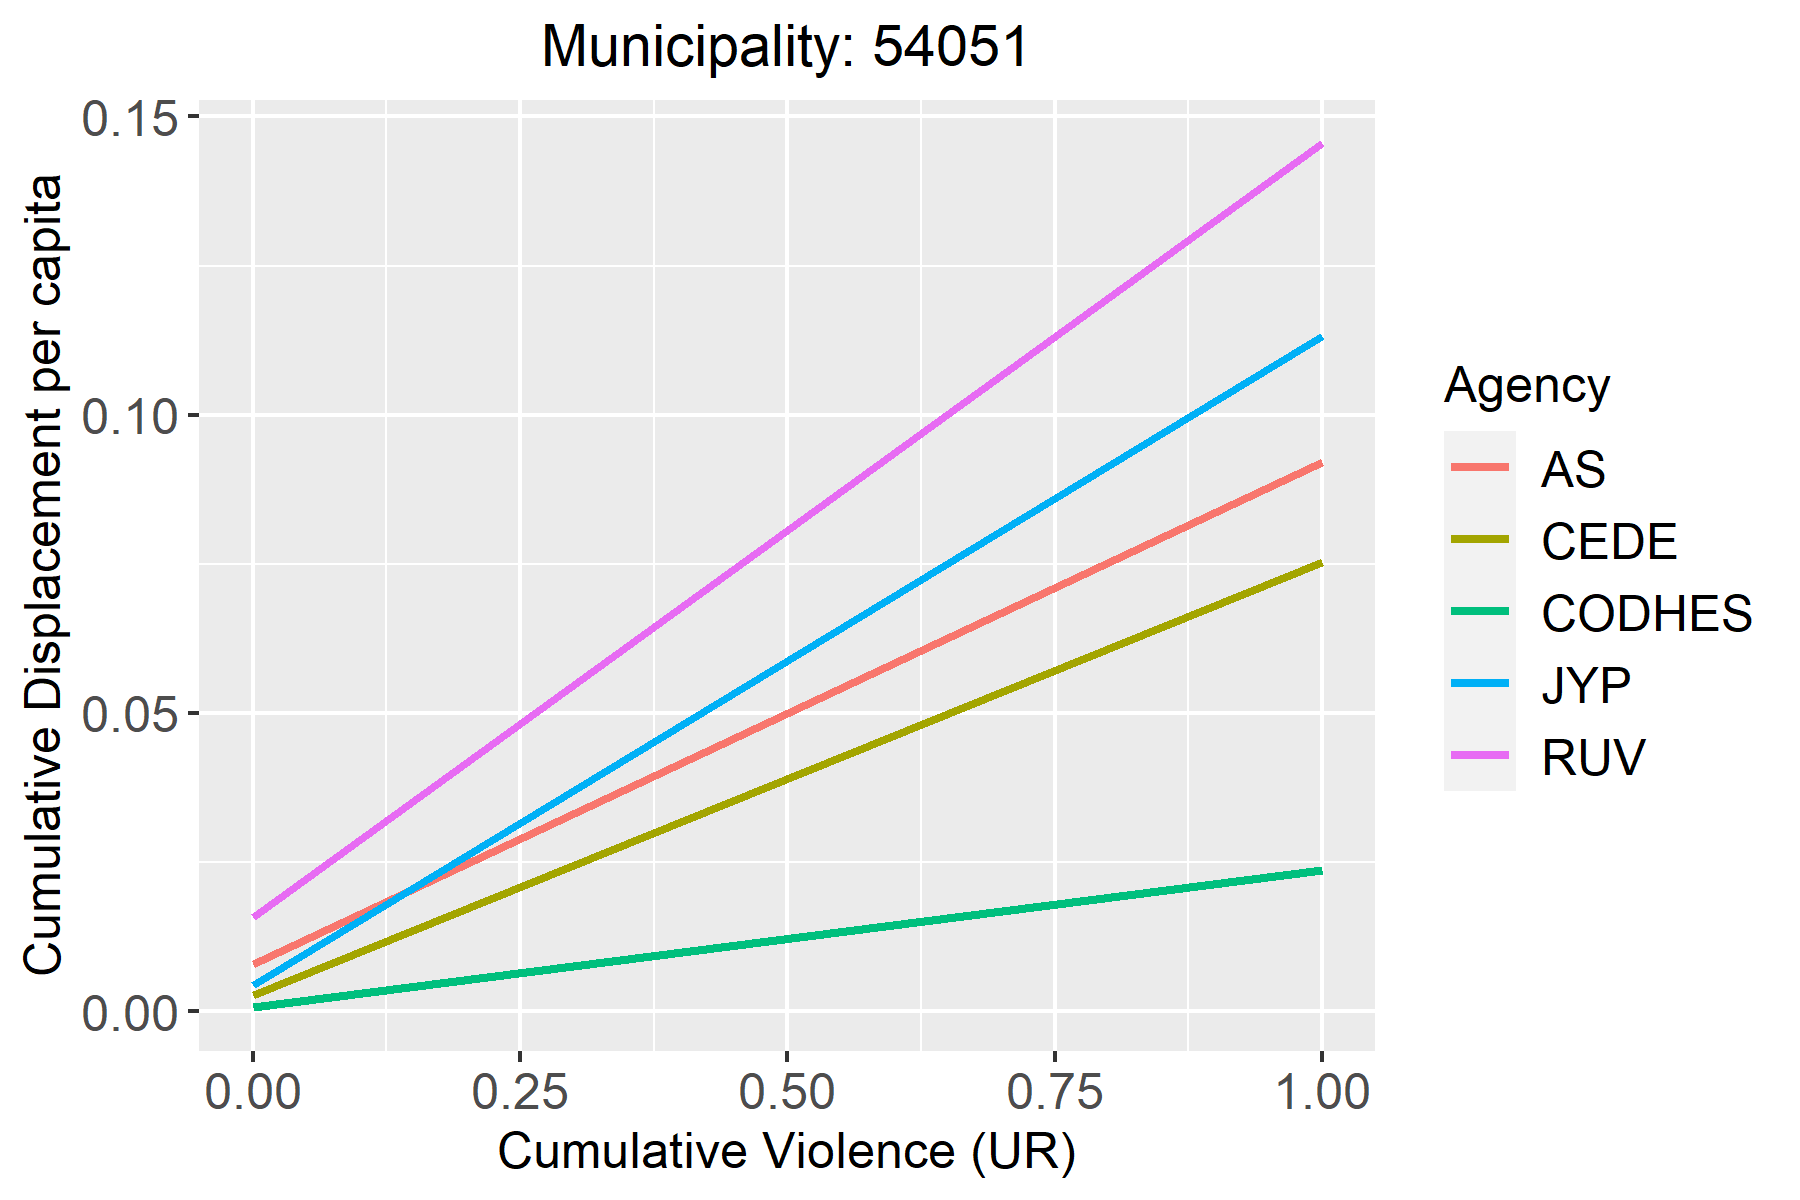 Municipality: 54051
Cumulative Displacement per capita
0.15
0.10
0.05
0.00
0.00 0.25 0.50 0.75 1.00
Cumulative Violence (UR)
Agency
AS
CEDE
CODHES
JYP
RUV